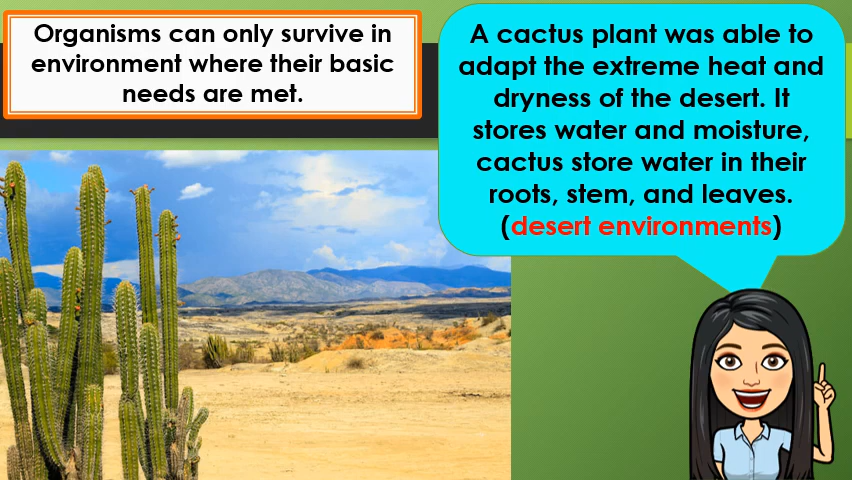 Organisms can only survive in
environment where their basic
needs are met.
A cactus plant was able to
adapt the extreme heat and
dryness of the desert. It
stores water and moisture,
cactus store water in their
roots, stem, and leaves.
(desert environments)